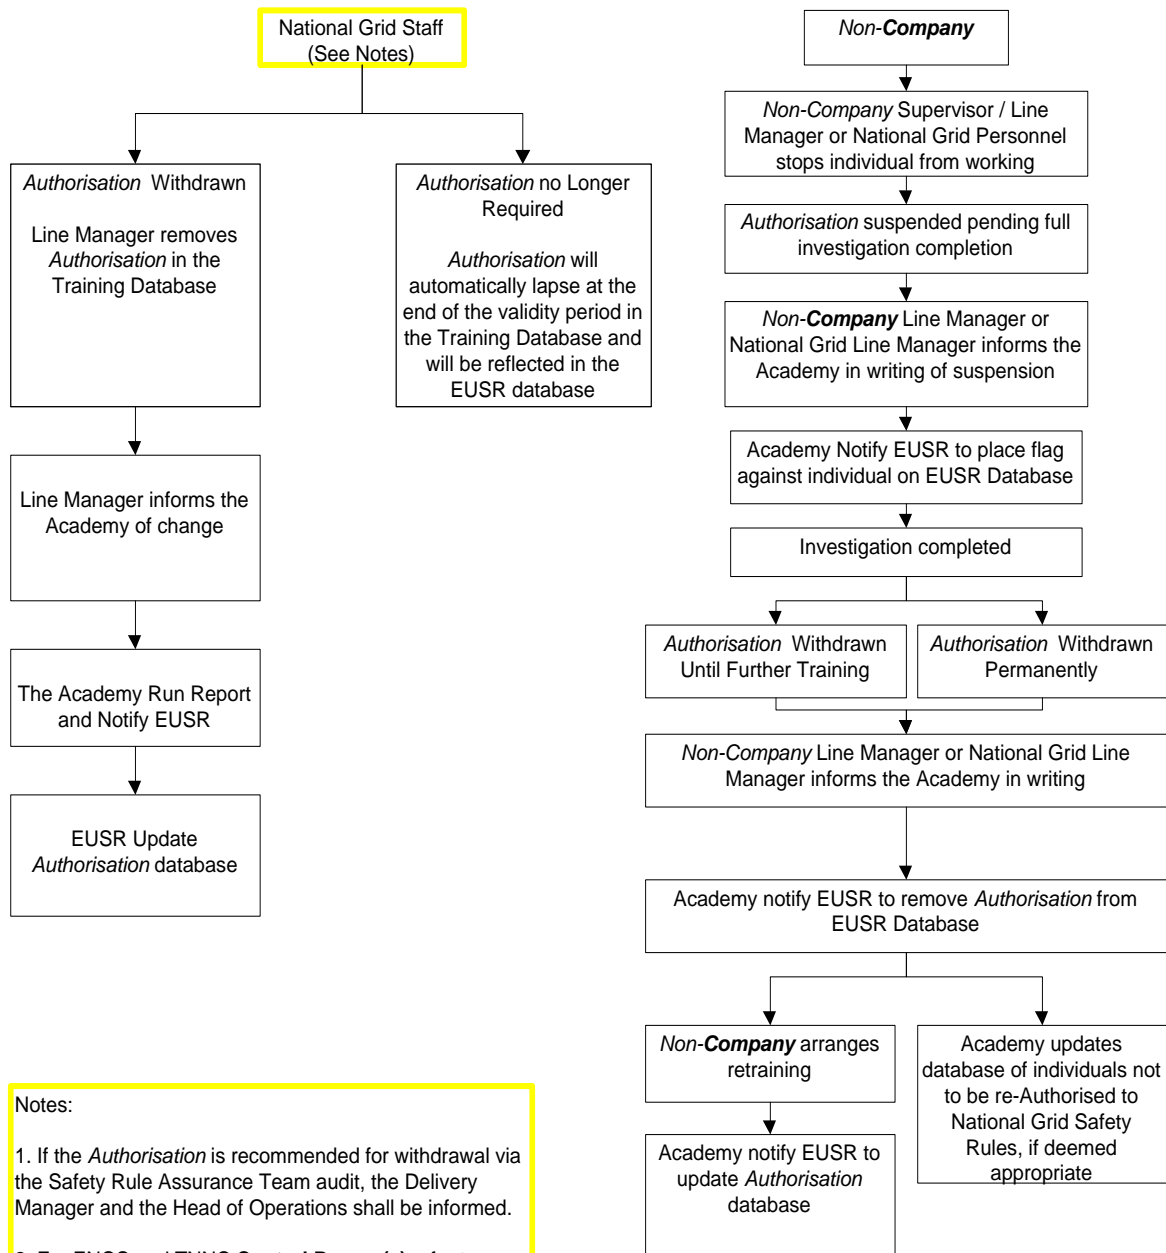 National Grid Staff
(See Notes)
Authorisation Withdrawn
Line Manager removes
Authorisation in the
Training Database
Authorisation no Longer
Required
Authorisation will
automatically lapse at the
end of the validity period in
the Training Database and
will be reflected in the
EUSR database
Line Manager informs the
Academy of change
The Academy Run Report
and Notify EUSR
EUSR Update
Authorisation database
Non-Company
Non-Company Supervisor / Line
Manager or National Grid Personnel
stops individual from working
Authorisation suspended pending full
investigation completion
Non-Company Line Manager or
National Grid Line Manager informs the
Academy in writing of suspension
Academy Notify EUSR to place flag
against individual on EUSR Database
Investigation completed
Authorisation Withdrawn
Until Further Training
Authorisation Withdrawn
Permanently
Non-Company Line Manager or National Grid Line
Manager informs the Academy in writing
Academy notify EUSR to remove Authorisation from
EUSR Database
Non-Company arranges
retraining
Academy notify EUSR to
update Authorisation
database
Academy updates
database of individuals not
to be re-Authorised to
National Grid Safety
Rules, if deemed
appropriate
Notes:
1. If the Authorisation is recommended for withdrawal via
the Safety Rule Assurance Team audit, the Delivery
Manager and the Head of Operations shall be informed.